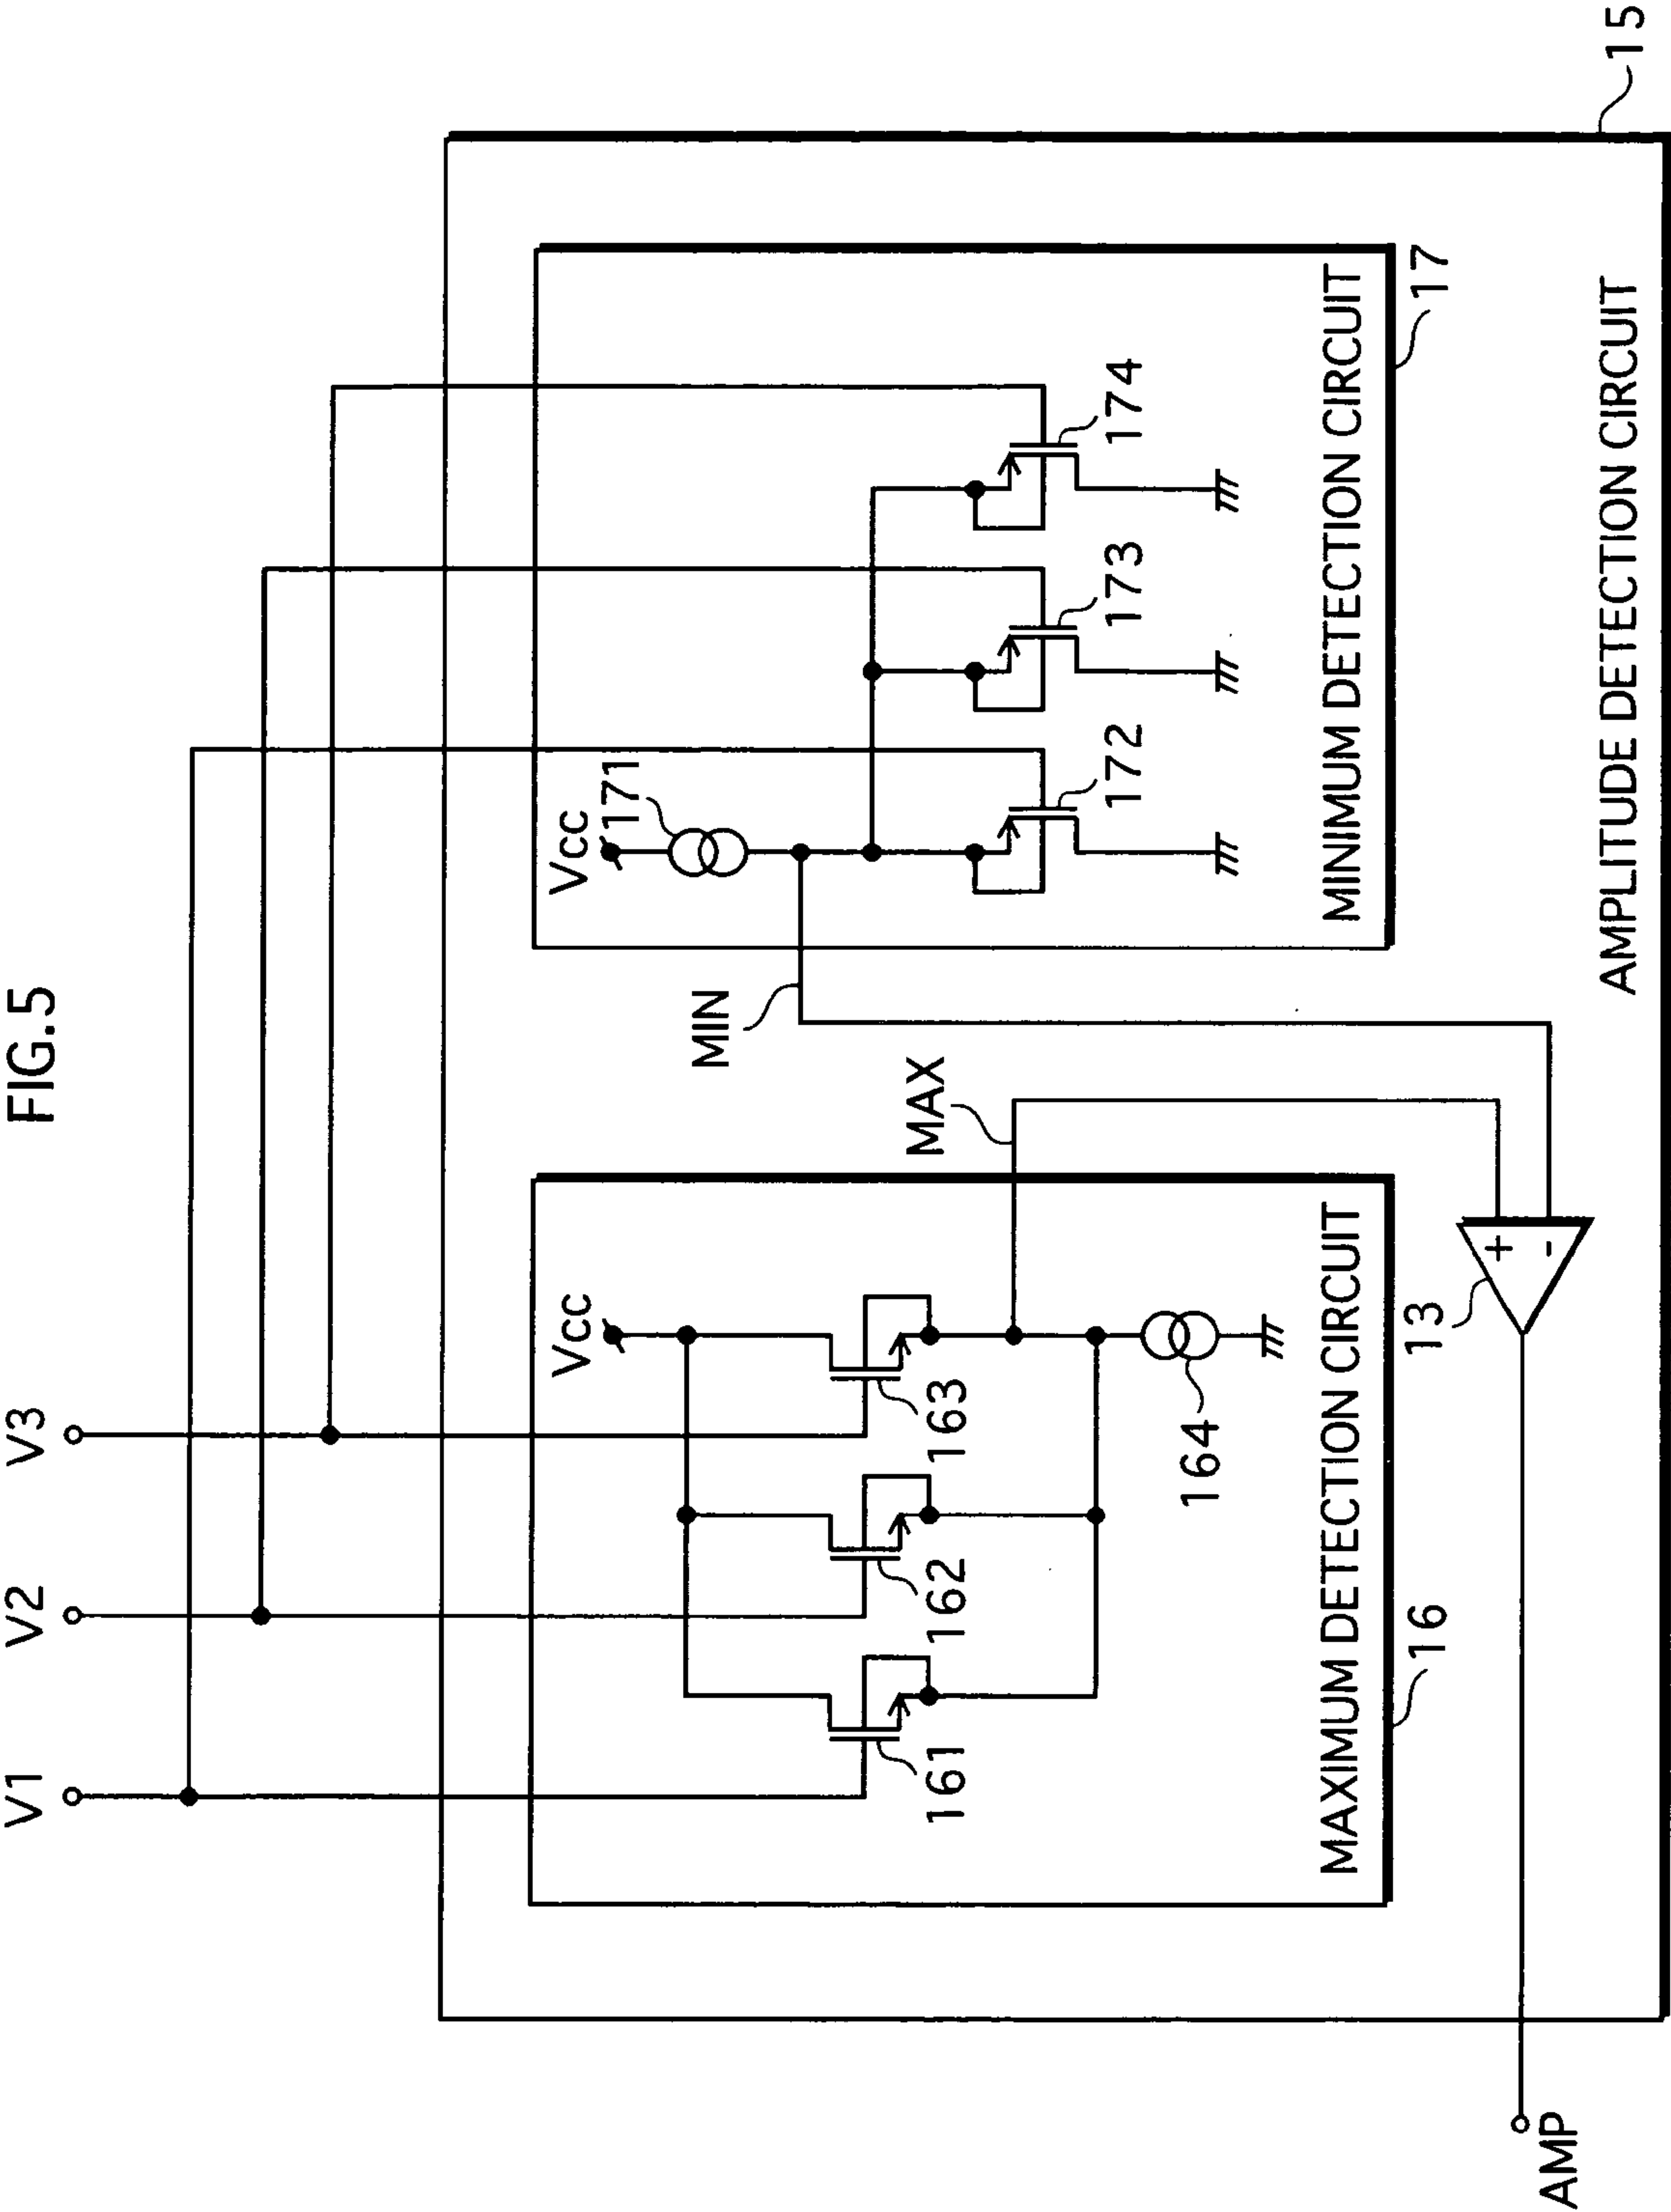 FIG.5
V1
V2
V3
Vcc
161
162
163
164
MAXIMUM DETECTION CIRCUIT
16
MAX
MIN
Vcc
171
172
173
174
MINIMUM DETECTION CIRCUIT
17
13
+
-
AMP
AMPLITUDE DETECTION CIRCUIT
15